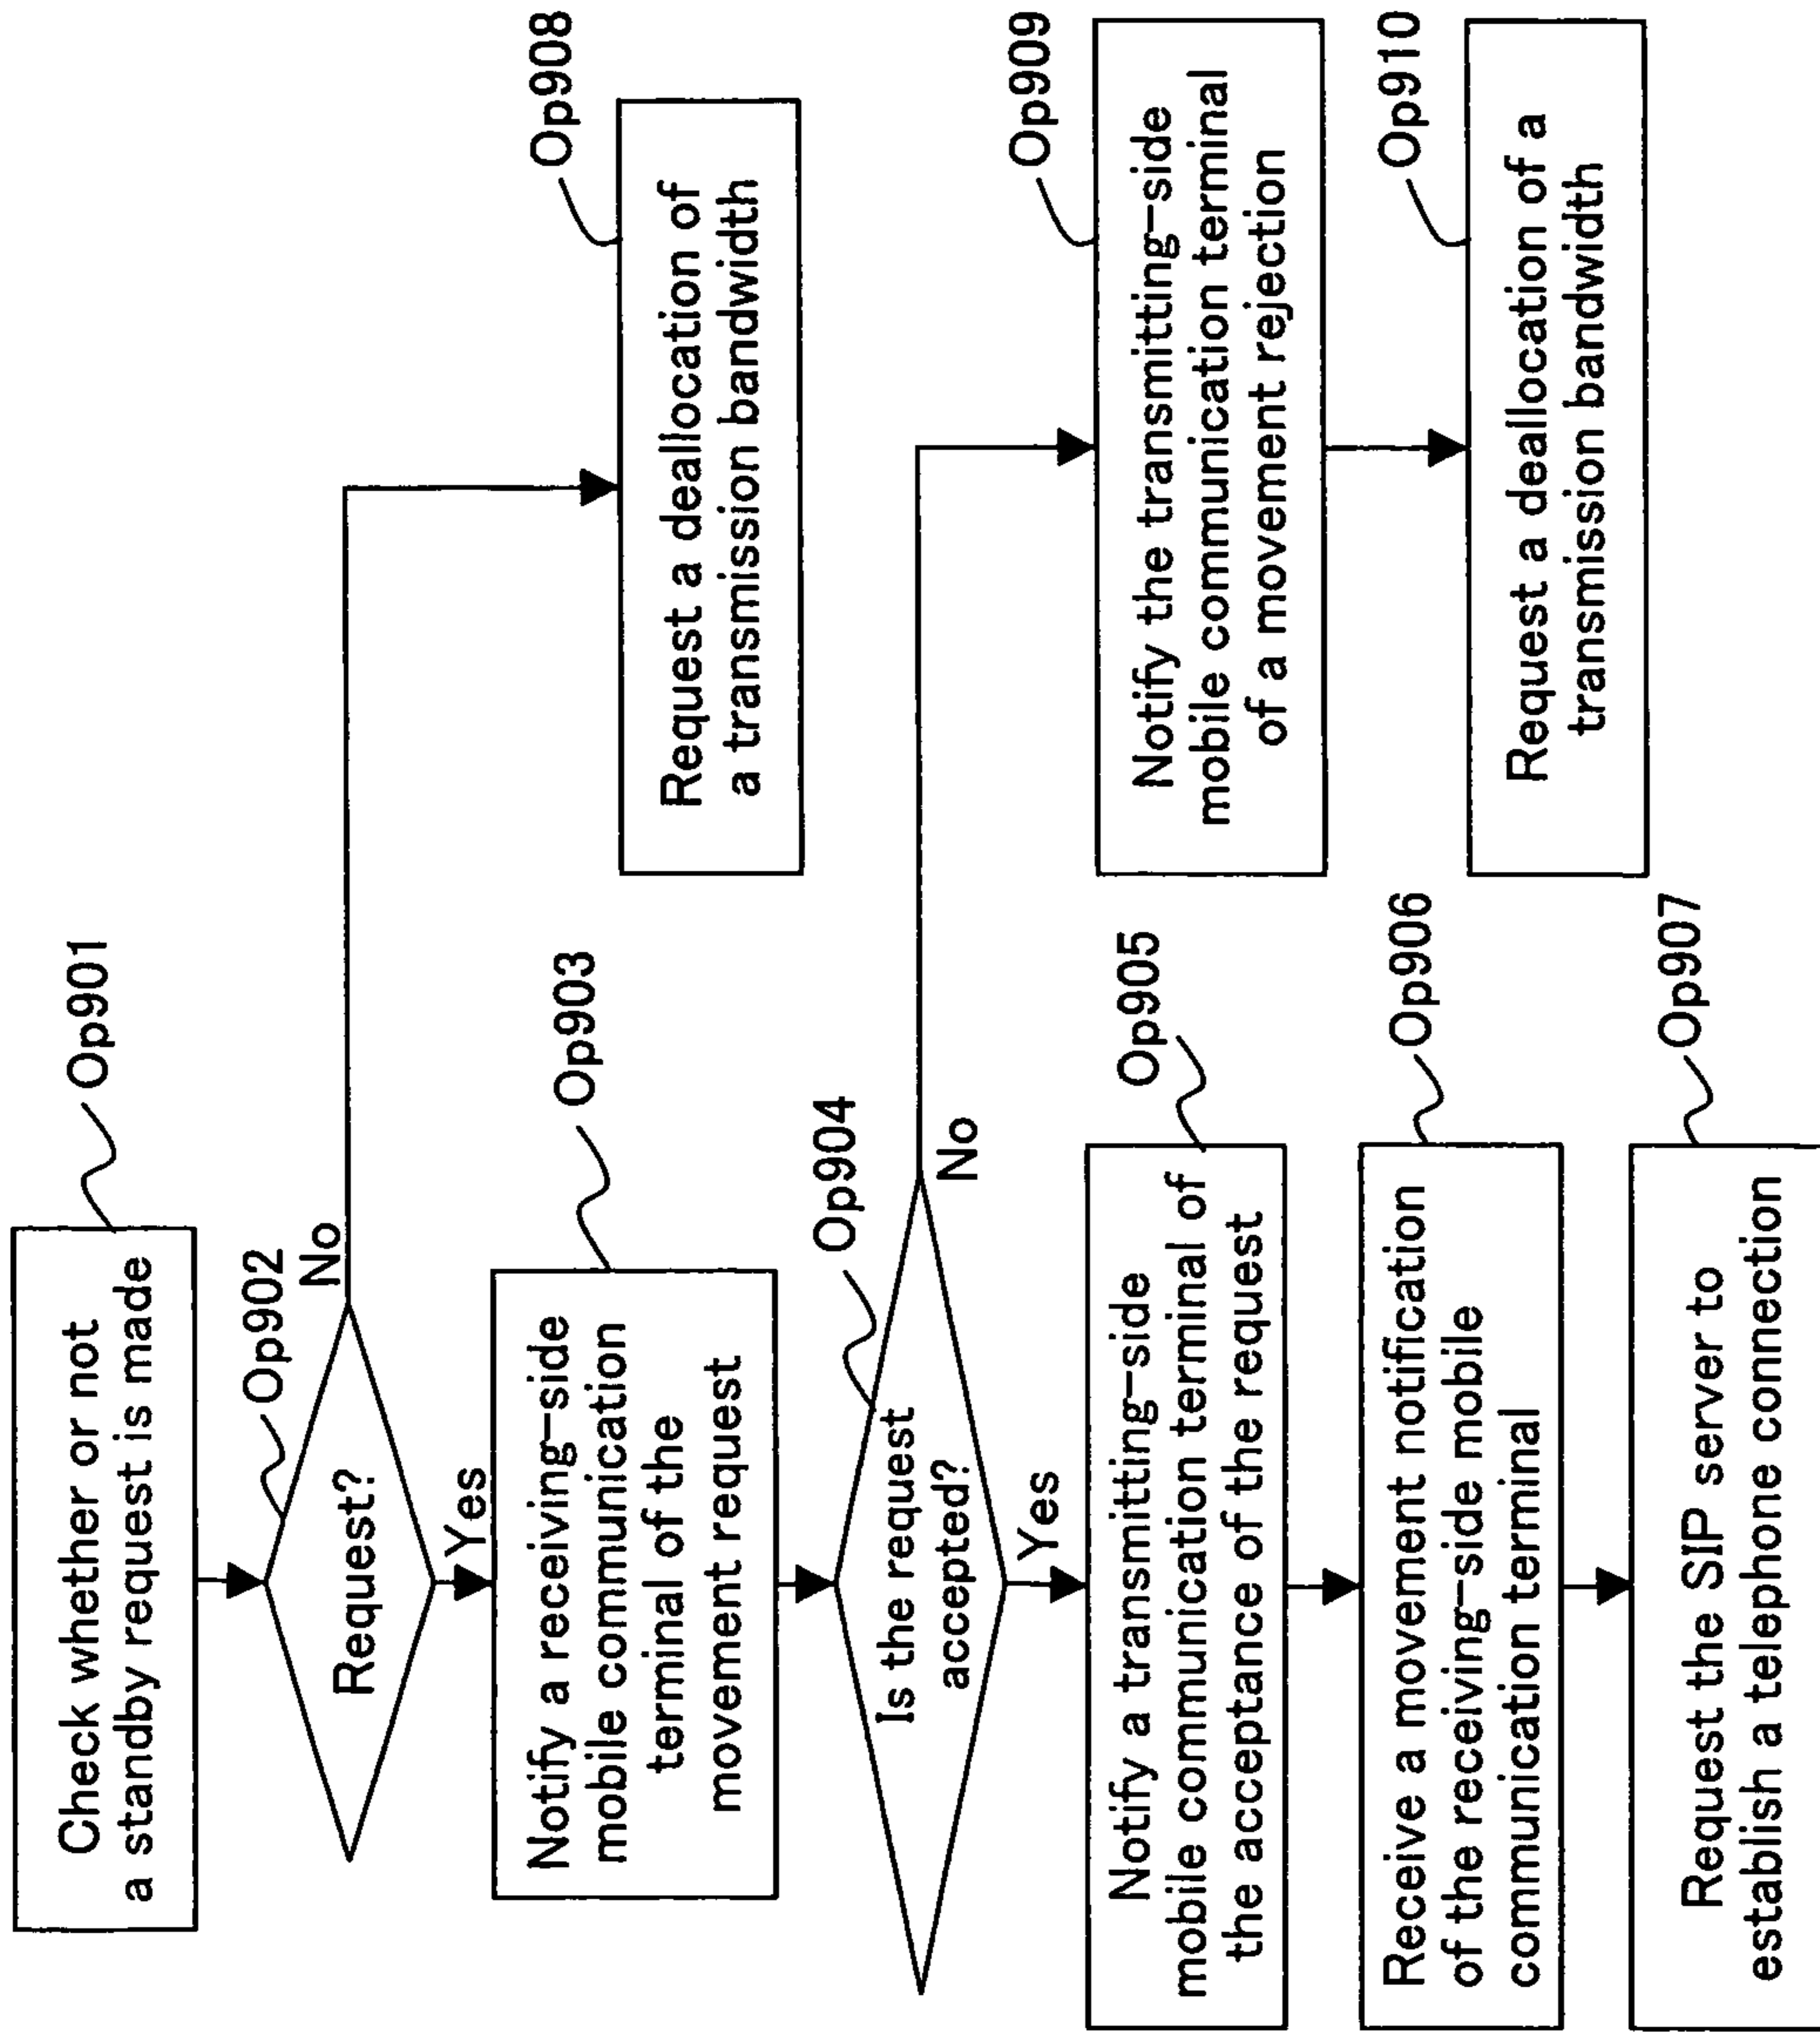 Op901
Check whether or not
a standby request is made
Op902
Request?
No
Yes
Op908
Request a deallocation of
a transmission bandwidth
Op903
Notify a receiving-side
mobile communication
terminal of the
movement request
Op904
Is the request
accepted?
No
Yes
Op909
Notify the transmitting-side
mobile communication terminal
of a movement rejection
Op910
Request a deallocation of a
transmission bandwidth
Op905
Notify a transmitting-side
mobile communication terminal of
the acceptance of the request
Op906
Receive a movement notification
of the receiving-side mobile
communication terminal
Op907
Request the SIP server to
establish a telephone connection